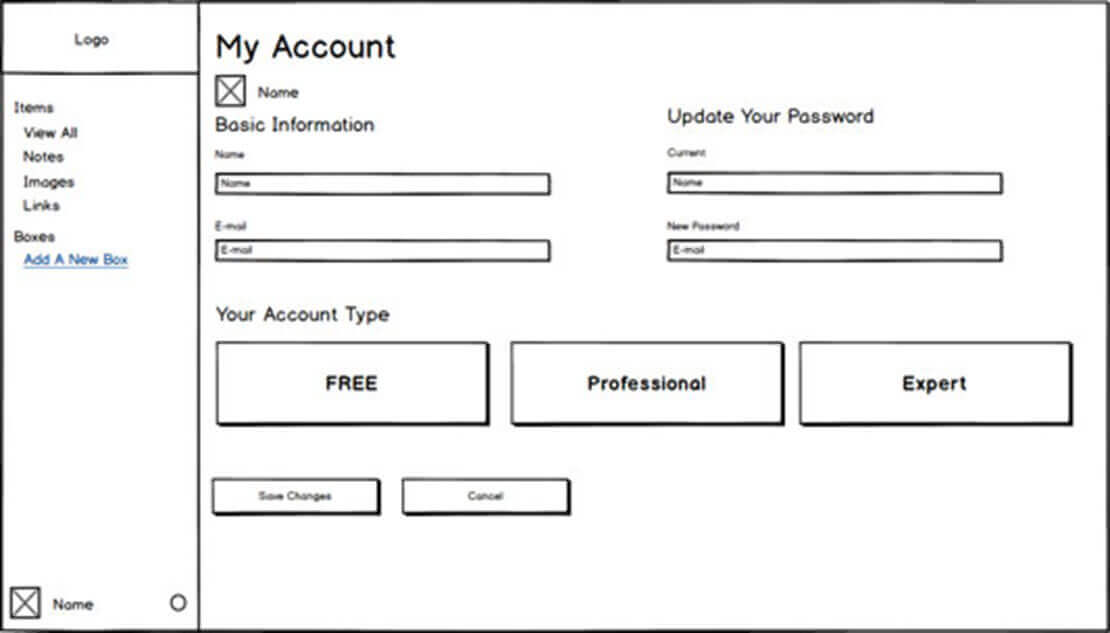 Logo
Items
View All
Notes
Images
Links
Boxes
Add A New Box
Name
My Account
Name
Basic Information
Name
Name
E-mail
E-mail
Update Your Password
Current
Name
New Password
E-mail
Your Account Type
FREE
Professional
Expert
Save Changes
Cancel